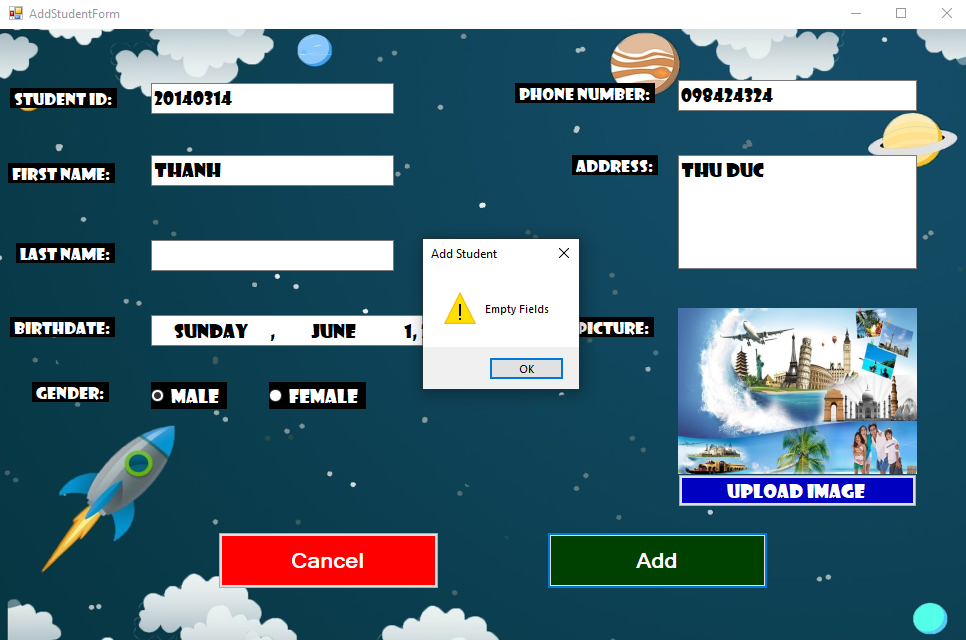 AddStudentForm
STUDENT ID:
20140314
PHONE NUMBER:
098424324
FIRST NAME:
THANH
ADDRESS:
THU DUC
LAST NAME:
Add Student
Empty Fields
OK
BIRTHDATE:
SUNDAY , JUNE 1,
PICTURE:
GENDER:
MALE
FEMALE
UPLOAD IMAGE
Cancel
Add